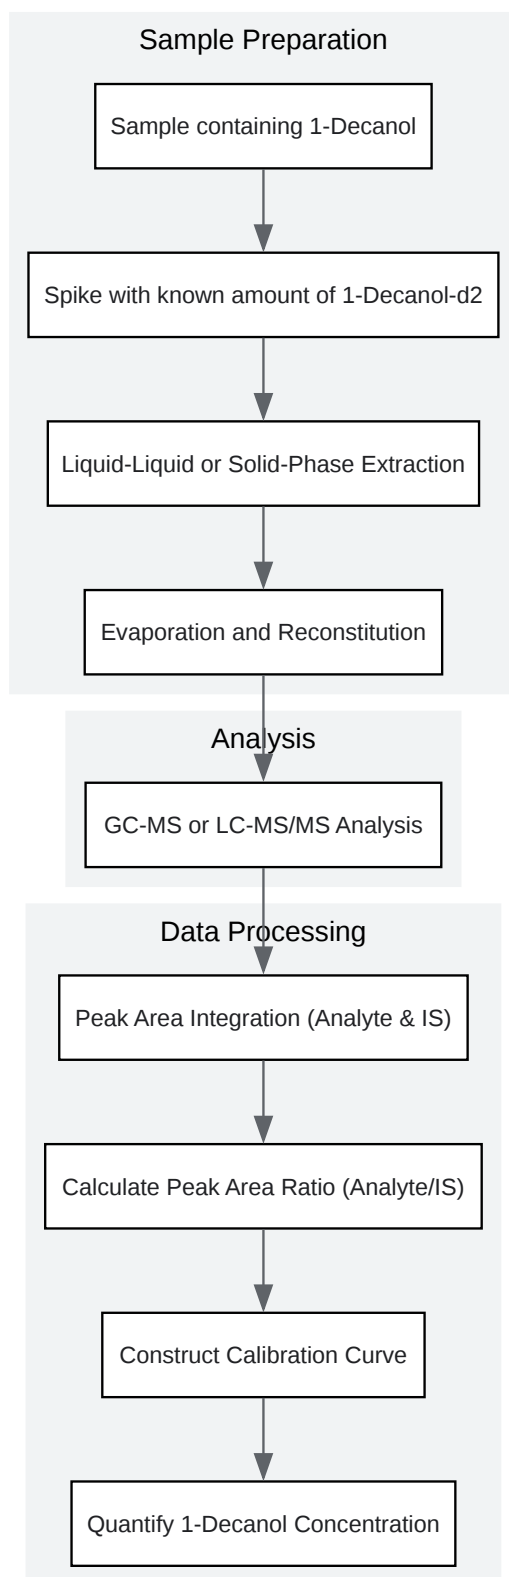 Sample Preparation
Sample containing 1-Decanol
Spike with known amount of 1-Decanol-d2
Liquid-Liquid or Solid-Phase Extraction
Evaporation and Reconstitution
Analysis
GC-MS or LC-MS/MS Analysis
Data Processing
Peak Area Integration (Analyte & IS)
Calculate Peak Area Ratio (Analyte/IS)
Construct Calibration Curve
Quantify 1-Decanol Concentration